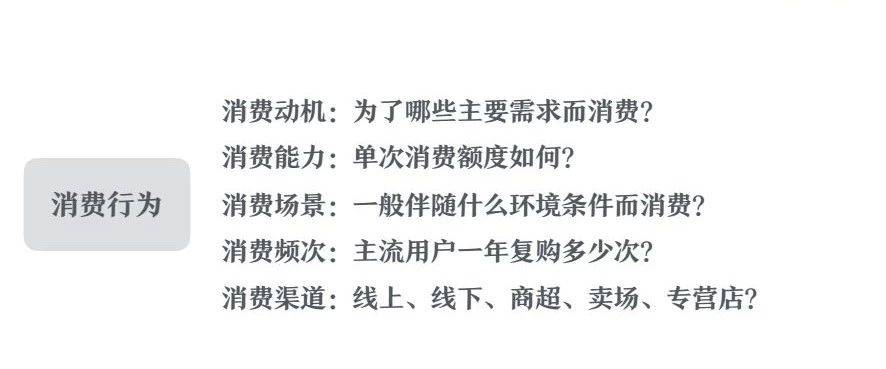 消费动机：为了哪些主要需求而消费？
消费能力：单次消费额度如何？
消费行为
消费场景：一般伴随什么环境条件而消费？
消费频次：主流用户一年复购多少次？
消费渠道：线上、线下、商超、卖场、专营店？